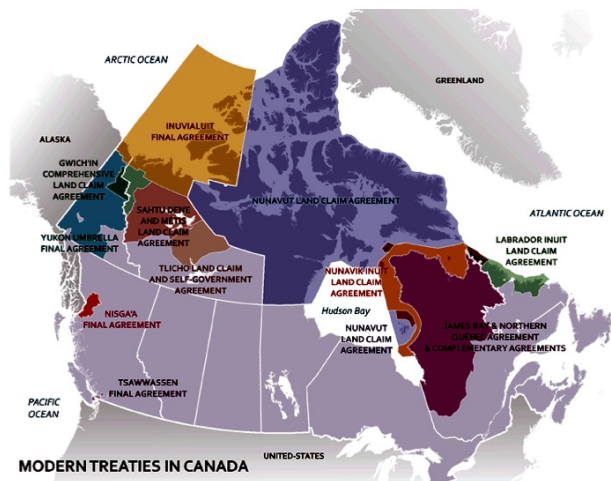 ARCTIC OCEAN
GREENLAND
ALASKA
INUVIALUIT
FINAL AGREEMENT
GWICH'IN
COMPREHENSIVE
LAND CLAIM
AGREEMENT
NUNAVUT LAND CLAIM AGREEMENT
SAHTU DENE
AND METIS
LAND CLAIM
AGREEMENT
ATLANTIC OCEAN
YUKON UMBRELLA
FINAL AGREEMENT
LABRADOR INUIT
LAND CLAIM
AGREEMENT
TLICHO LAND CLAIM
AND SELF-GOVERNMENT
AGREEMENT
NUNAVIK INUIT
LAND CLAIM
AGREEMENT
NISGA'A
FINAL AGREEMENT
Hudson Bay
NUNAVUT
LAND CLAIM
AGREEMENT
JAMES BAY & NORTHERN
QUEBEC AGREEMENT
& COMPLEMENTARY AGREEMENTS
TSAWWASSEN
FINAL AGREEMENT
PACIFIC
OCEAN
UNITED-STATES
MODERN TREATIES IN CANADA